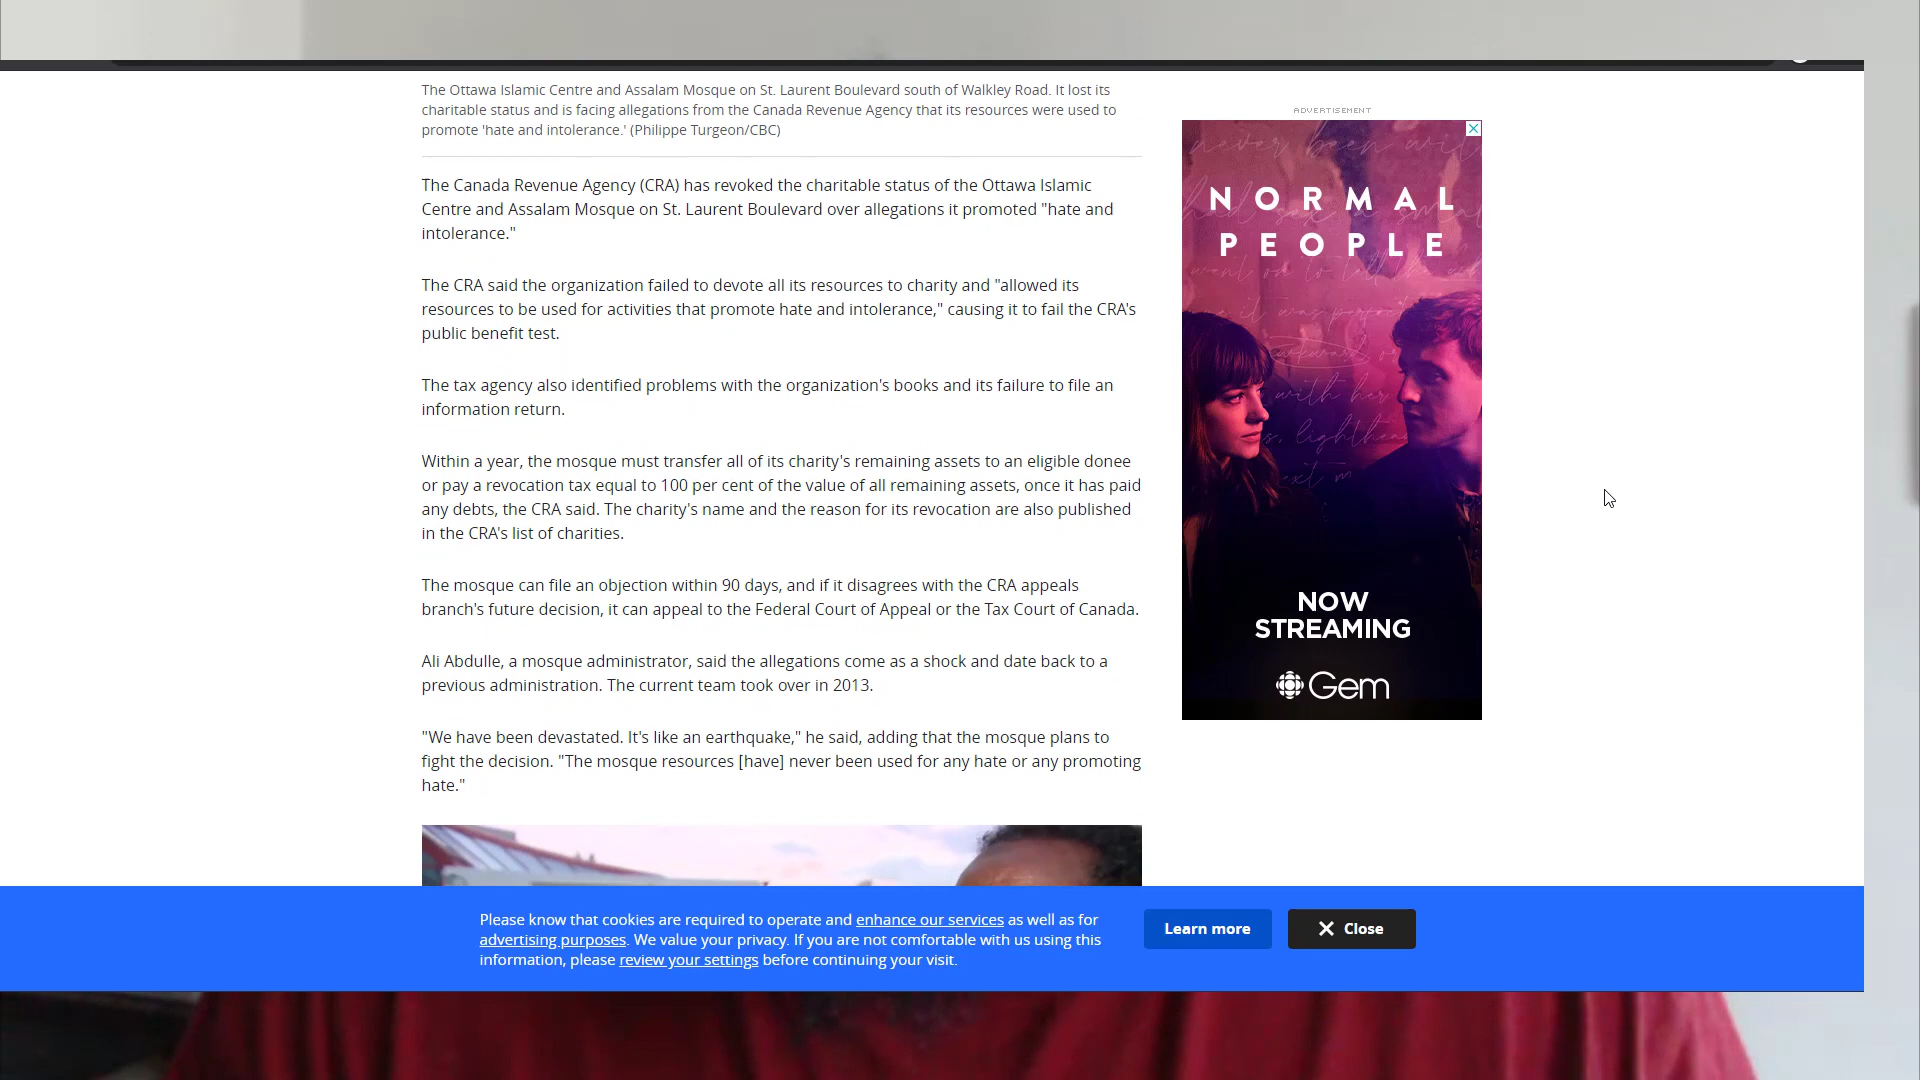 The Ottawa Islamic Centre and Assalam Mosque on St. Laurent Boulevard south of Walkley Road. It lost its
charitable status and is facing allegations from the Canada Revenue Agency that its resources were used to
promote 'hate and intolerance.' (Philippe Turgeon/CBC)
The Canada Revenue Agency (CRA) has revoked the charitable status of the Ottawa Islamic
Centre and Assalam Mosque on St. Laurent Boulevard over allegations it promoted "hate and
intolerance."
The CRA said the organization failed to devote all its resources to charity and "allowed its
resources to be used for activities that promote hate and intolerance," causing it to fail the CRA's
public benefit test.
The tax agency also identified problems with the organization's books and its failure to file an
information return.
Within a year, the mosque must transfer all of its charity's remaining assets to an eligible donee
or pay a revocation tax equal to 100 per cent of the value of all remaining assets, once it has paid
any debts, the CRA said. The charity's name and the reason for its revocation are also published
in the CRA's list of charities.
The mosque can file an objection within 90 days, and if it disagrees with the CRA appeals
branch's future decision, it can appeal to the Federal Court of Appeal or the Tax Court of Canada.
Ali Abdulle, a mosque administrator, said the allegations come as a shock and date back to a
previous administration. The current team took over in 2013.
"We have been devastated. It's like an earthquake," he said, adding that the mosque plans to
fight the decision. "The mosque resources [have] never been used for any hate or any promoting
hate."
ADVERTISEMENT
never been with
NORMAL
PEOPLE
NOW
STREAMING
Gem
Please know that cookies are required to operate and enhance our services as well as for
advertising purposes. We value your privacy. If you are not comfortable with us using this
information, please review your settings before continuing your visit.
Learn more
Close